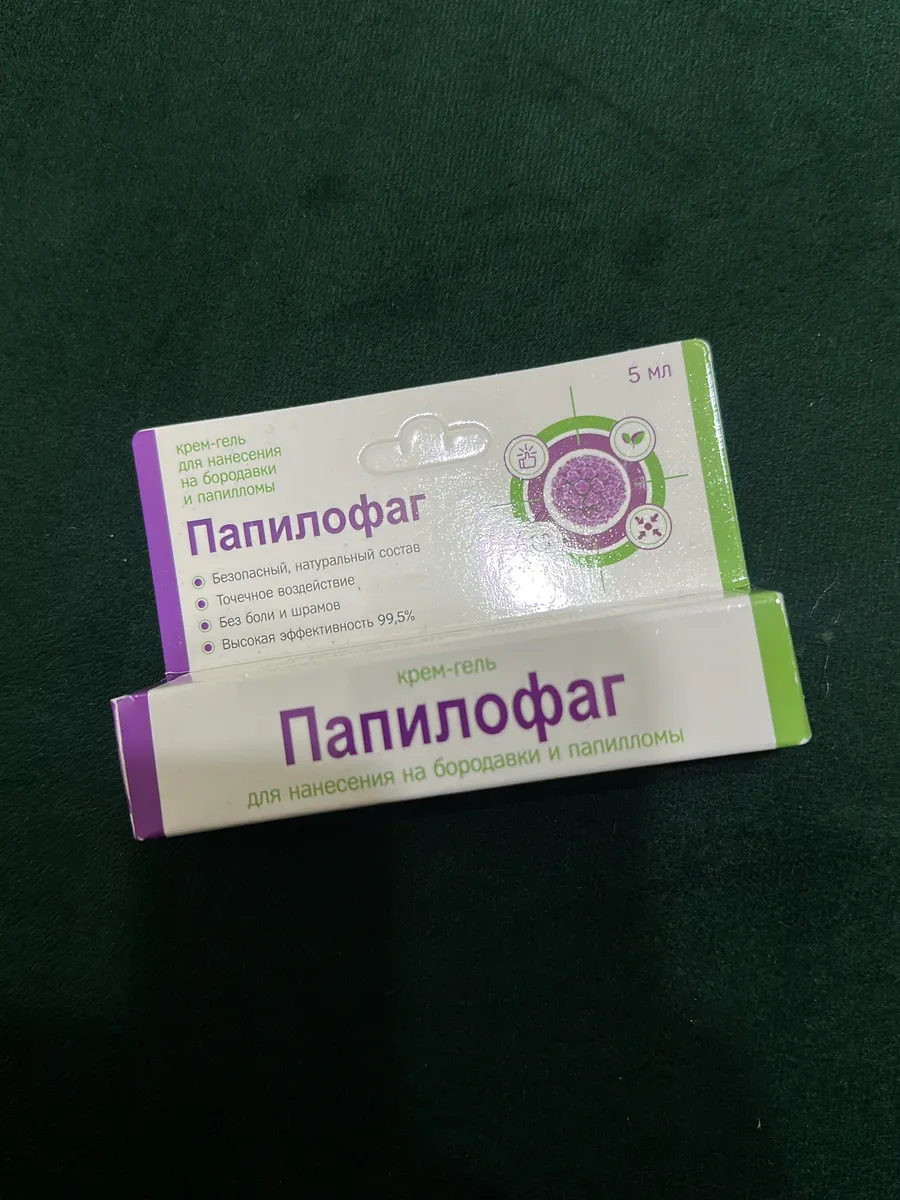 5 мл
крем-гель
для нанесения
на бородавки
и папилломы
Папилофаг
Безопасный, натуральный состав
Точечное воздействие
Без боли и шрамов
Высокая эффективность 99,5%
крем-гель
Папилофаг
для нанесения на бородавки и папилломы